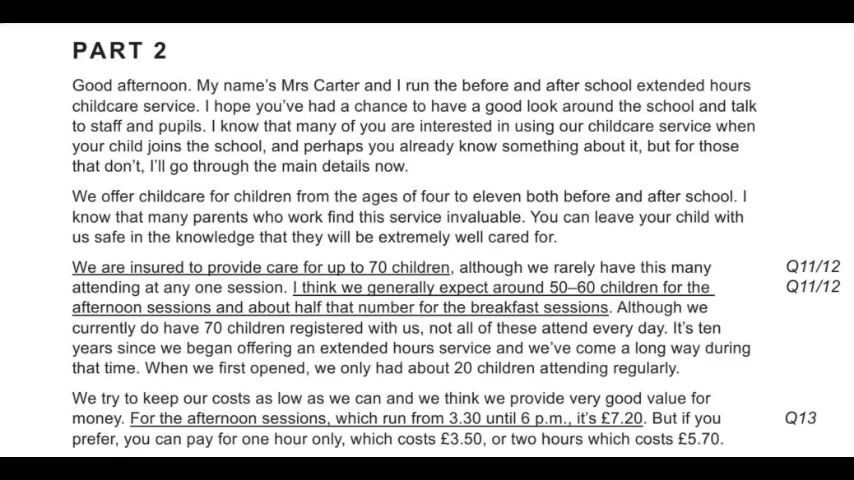 PART 2
Good afternoon. My name's Mrs Carter and I run the before and after school extended hours
childcare service. I hope you've had a chance to have a good look around the school and talk
to staff and pupils. I know that many of you are interested in using our childcare service when
your child joins the school, and perhaps you already know something about it, but for those
that don't, I'll go through the main details now.
We offer childcare for children from the ages of four to eleven both before and after school. I
know that many parents who work find this service invaluable. You can leave your child with
us safe in the knowledge that they will be extremely well cared for.
We are insured to provide care for up to 70 children, although we rarely have this many Q11/12
attending at any one session. I think we generally expect around 50–60 children for the Q11/12
afternoon sessions and about half that number for the breakfast sessions. Although we
currently do have 70 children registered with us, not all of these attend every day. It's ten
years since we began offering an extended hours service and we've come a long way during
that time. When we first opened, we only had about 20 children attending regularly.
We try to keep our costs as low as we can and we think we provide very good value for
money. For the afternoon sessions, which run from 3.30 until 6 p.m., it's £7.20. But if you Q13
prefer, you can pay for one hour only, which costs £3.50, or two hours which costs £5.70.